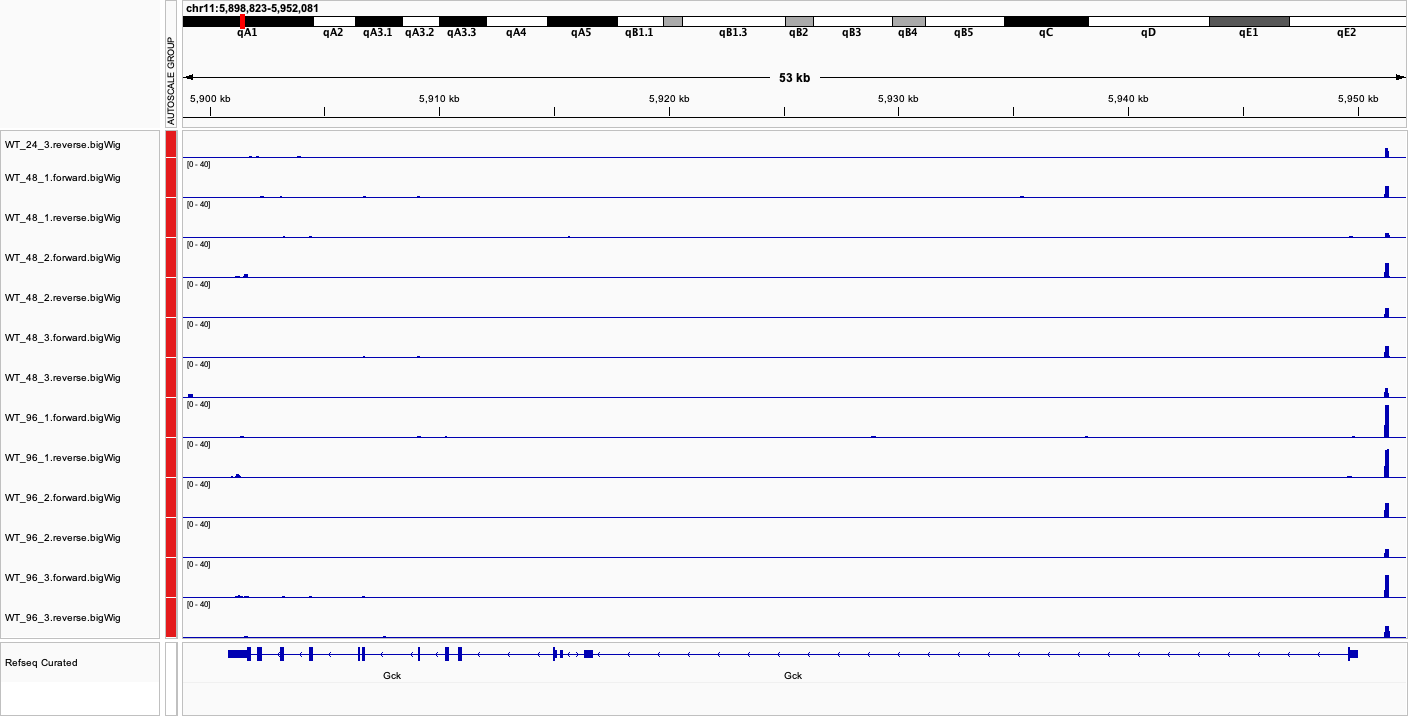 chr11:5,898,823-5,952,081
qA1 qA2 qA3.1 qA3.2 qA3.3 qA4 qA5 qB1.1 qB1.3 qB2 qB3 qB4 qB5 qC qD qE1 qE2
AUTOSCALE GROUP
53 kb
5,900 kb 5,910 kb 5,920 kb 5,930 kb 5,940 kb 5,950 kb
WT_24_3.reverse.bigWig
[0 - 40]
WT_48_1.forward.bigWig
[0 - 40]
WT_48_1.reverse.bigWig
[0 - 40]
WT_48_2.forward.bigWig
[0 - 40]
WT_48_2.reverse.bigWig
[0 - 40]
WT_48_3.forward.bigWig
[0 - 40]
WT_48_3.reverse.bigWig
[0 - 40]
WT_96_1.forward.bigWig
[0 - 40]
WT_96_1.reverse.bigWig
[0 - 40]
WT_96_2.forward.bigWig
[0 - 40]
WT_96_2.reverse.bigWig
[0 - 40]
WT_96_3.forward.bigWig
[0 - 40]
WT_96_3.reverse.bigWig
Refseq Curated
Gck Gck